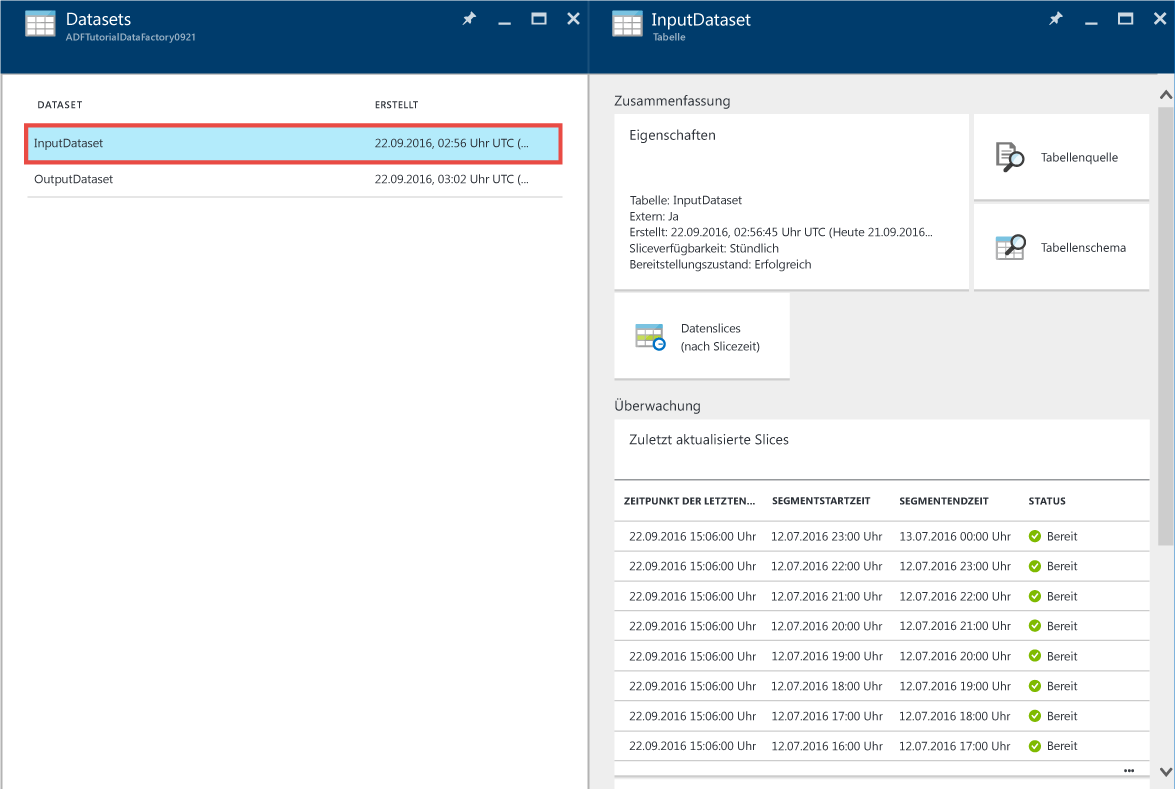 Datasets
ADFTutorialDataFactory0921
DATASET ERSTELLT
InputDataset 22.09.2016, 02:56 Uhr UTC (...
OutputDataset 22.09.2016, 03:02 Uhr UTC (...
InputDataset
Tabelle
Zusammenfassung
Eigenschaften
Tabelle: InputDataset
Extern: Ja
Erstellt: 22.09.2016, 02:56:45 Uhr UTC (Heute 21.09.2016...
Sliceverfügbarkeit: Stündlich
Bereitstellungszustand: Erfolgreich
Tabellenquelle
Tabellenschema
Datenslices
(nach Slicezeit)
Überwachung
Zuletzt aktualisierte Slices
ZEITPUNKT DER LETZTEN... SEGMENTSTARTZEIT SEGMENTENDZEIT STATUS
22.09.2016 15:06:00 Uhr 12.07.2016 23:00 Uhr 13.07.2016 00:00 Uhr Bereit
22.09.2016 15:06:00 Uhr 12.07.2016 22:00 Uhr 12.07.2016 23:00 Uhr Bereit
22.09.2016 15:06:00 Uhr 12.07.2016 21:00 Uhr 12.07.2016 22:00 Uhr Bereit
22.09.2016 15:06:00 Uhr 12.07.2016 20:00 Uhr 12.07.2016 21:00 Uhr Bereit
22.09.2016 15:06:00 Uhr 12.07.2016 19:00 Uhr 12.07.2016 20:00 Uhr Bereit
22.09.2016 15:06:00 Uhr 12.07.2016 18:00 Uhr 12.07.2016 19:00 Uhr Bereit
22.09.2016 15:06:00 Uhr 12.07.2016 17:00 Uhr 12.07.2016 18:00 Uhr Bereit
22.09.2016 15:06:00 Uhr 12.07.2016 16:00 Uhr 12.07.2016 17:00 Uhr Bereit
...